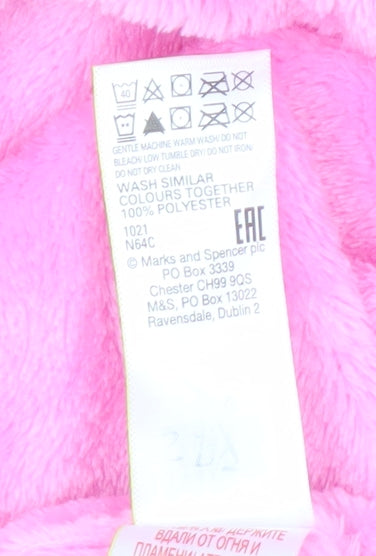 40
GENTLE MACHINE WARM WASH/ DO NOT
BLEACH/ LOW TUMBLE DRY/ DO NOT IRON/
DO NOT DRY CLEAN
WASH SIMILAR
COLOURS TOGETHER
100% POLYESTER
1021
N64C
EAC
© Marks and Spencer plc
PO Box 3339
Chester CH99 9QS
M&S, PO Box 13022
Ravensdale, Dublin 2
ДЕРЖИТЕ
ВДАЛИ ОТ ОГНЯ И